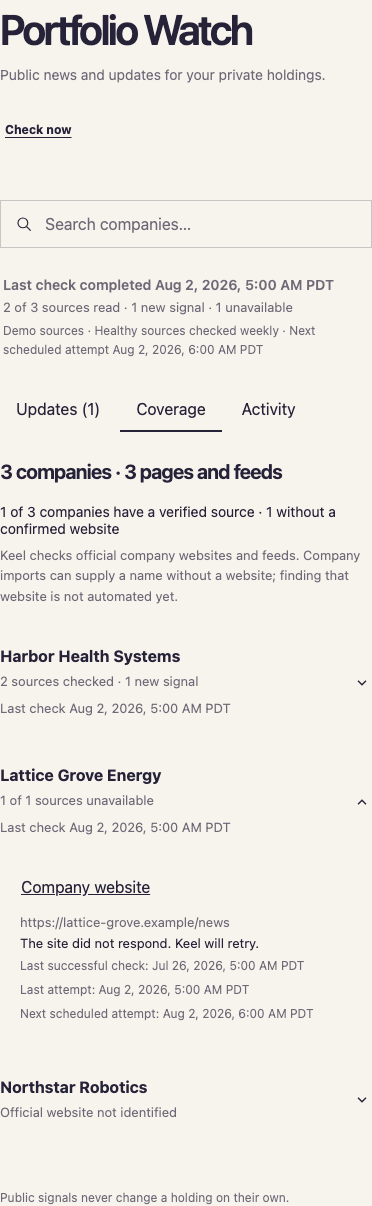 Portfolio Watch
Public news and updates for your private holdings.
Check now
Search companies...
Last check completed Aug 2, 2026, 5:00 AM PDT
2 of 3 sources read · 1 new signal · 1 unavailable
Demo sources · Healthy sources checked weekly · Next
scheduled attempt Aug 2, 2026, 6:00 AM PDT
Updates (1) Coverage Activity
3 companies · 3 pages and feeds
1 of 3 companies have a verified source · 1 without a
confirmed website
Keel checks official company websites and feeds. Company
imports can supply a name without a website; finding that
website is not automated yet.
Harbor Health Systems
2 sources checked · 1 new signal
Last check Aug 2, 2026, 5:00 AM PDT
Lattice Grove Energy
1 of 1 sources unavailable
Last check Aug 2, 2026, 5:00 AM PDT
Company website
https://lattice-grove.example/news
The site did not respond. Keel will retry.
Last successful check: Jul 26, 2026, 5:00 AM PDT
Last attempt: Aug 2, 2026, 5:00 AM PDT
Next scheduled attempt: Aug 2, 2026, 6:00 AM PDT
Northstar Robotics
Official website not identified
Public signals never change a holding on their own.